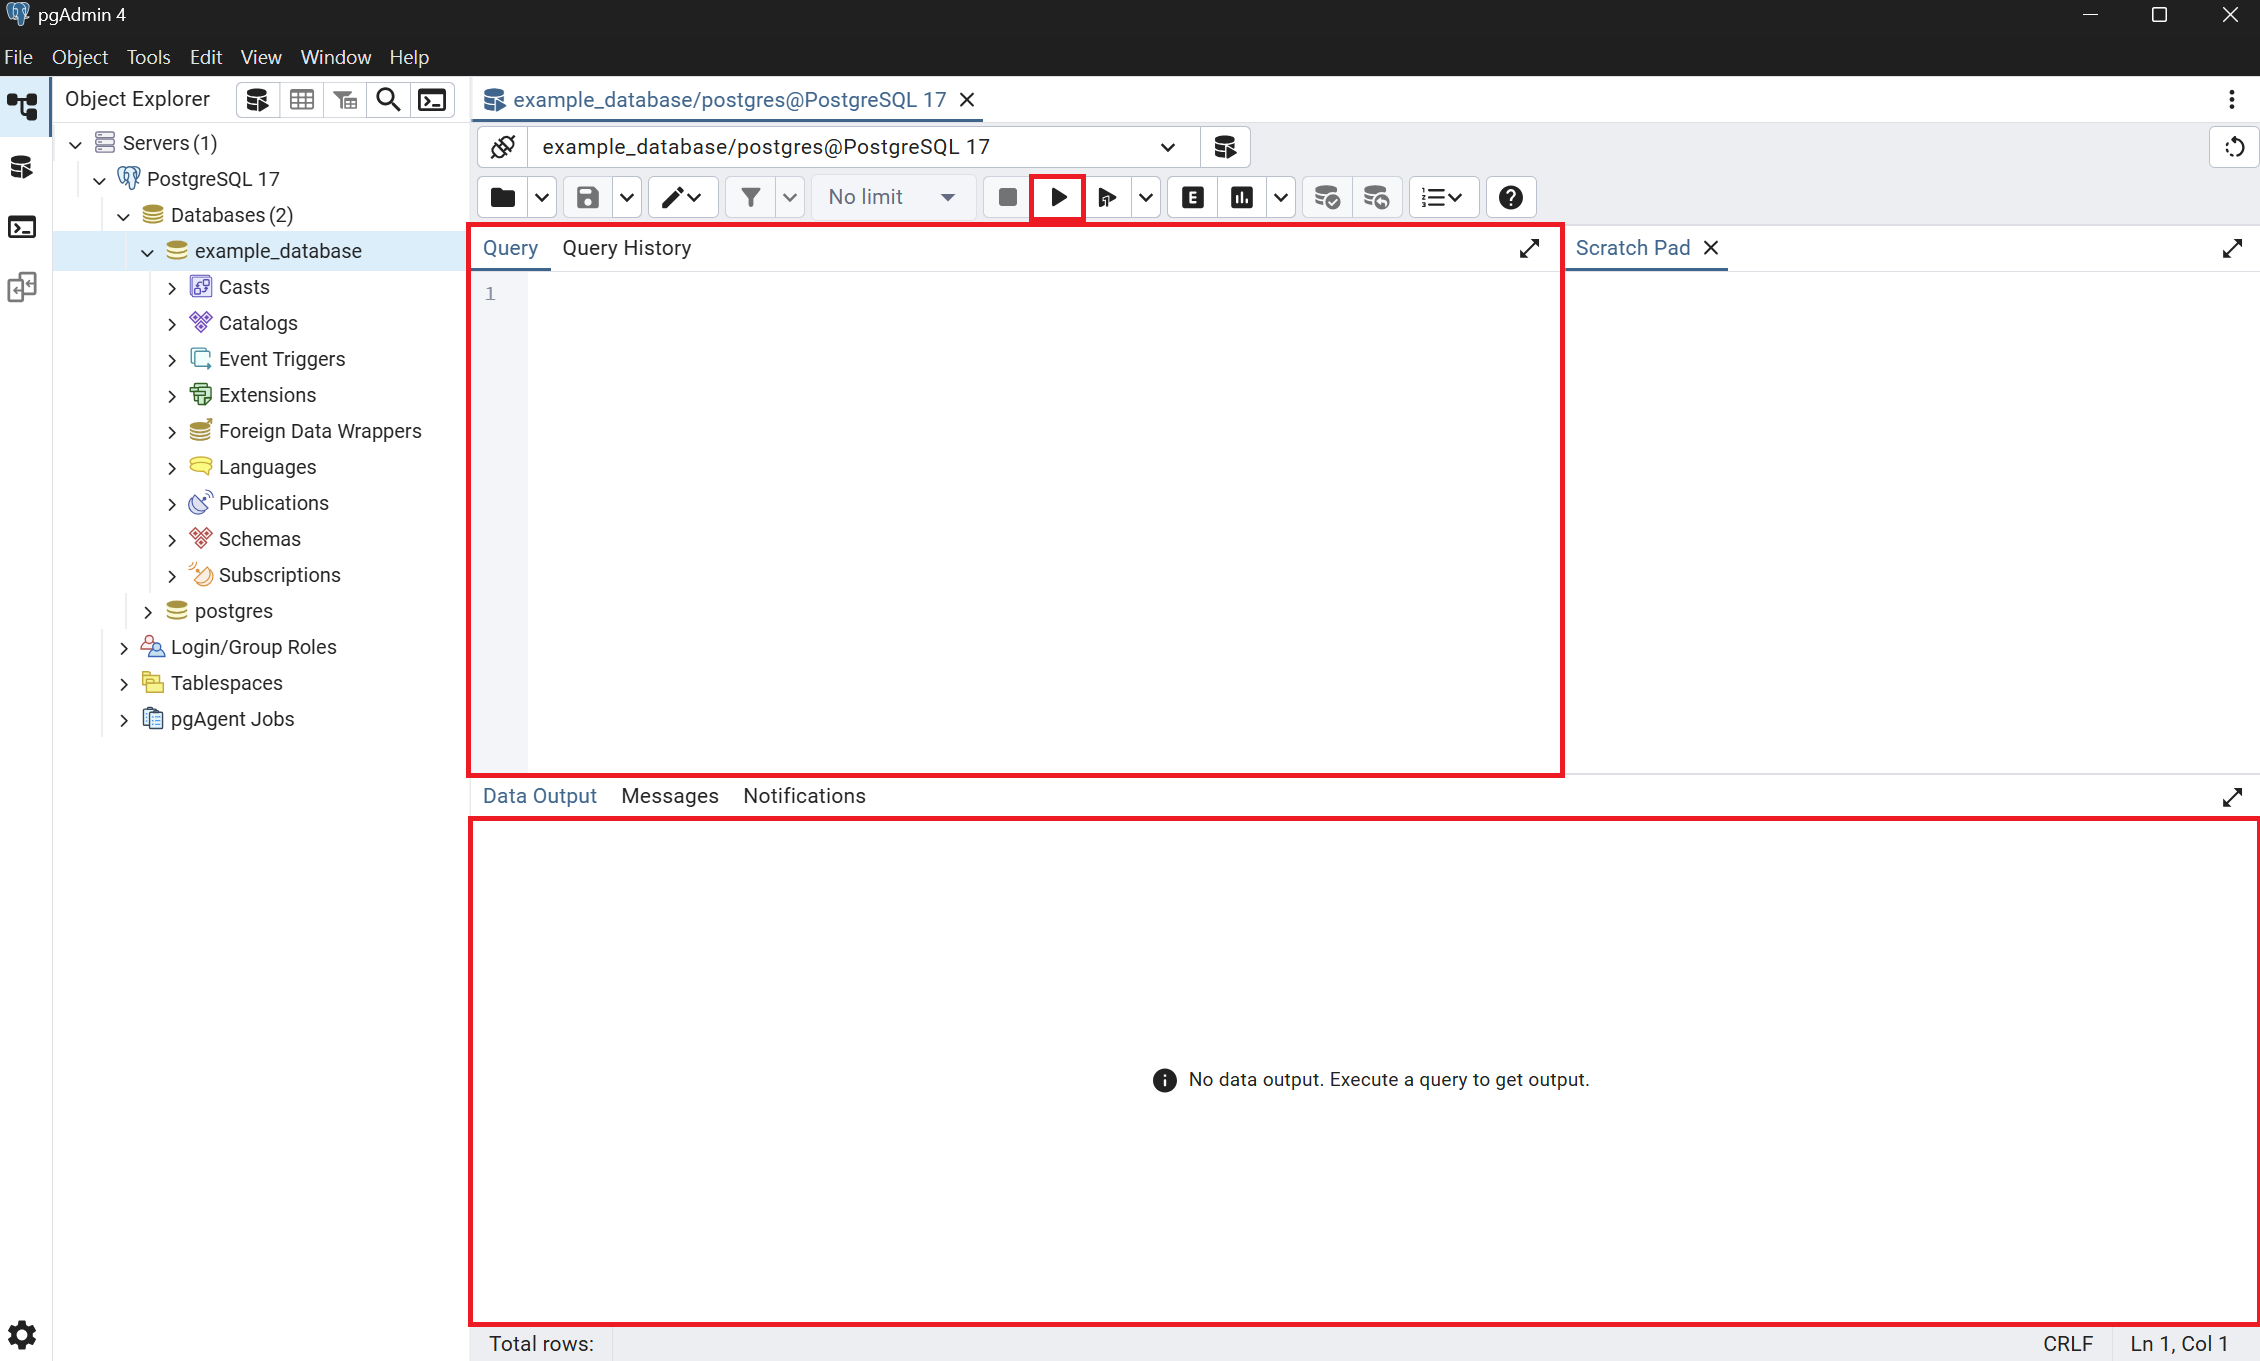 pgAdmin 4
File Object Tools Edit View Window Help
Object Explorer
Servers (1)
PostgreSQL 17
Databases (2)
example_database
Casts
Catalogs
Event Triggers
Extensions
Foreign Data Wrappers
Languages
Publications
Schemas
Subscriptions
postgres
Login/Group Roles
Tablespaces
pgAgent Jobs
example_database/postgres@PostgreSQL 17
example_database/postgres@PostgreSQL 17
No limit
E
Query Query History
Scratch Pad
1
Data Output Messages Notifications
No data output. Execute a query to get output.
Total rows:
CRLF Ln 1, Col 1